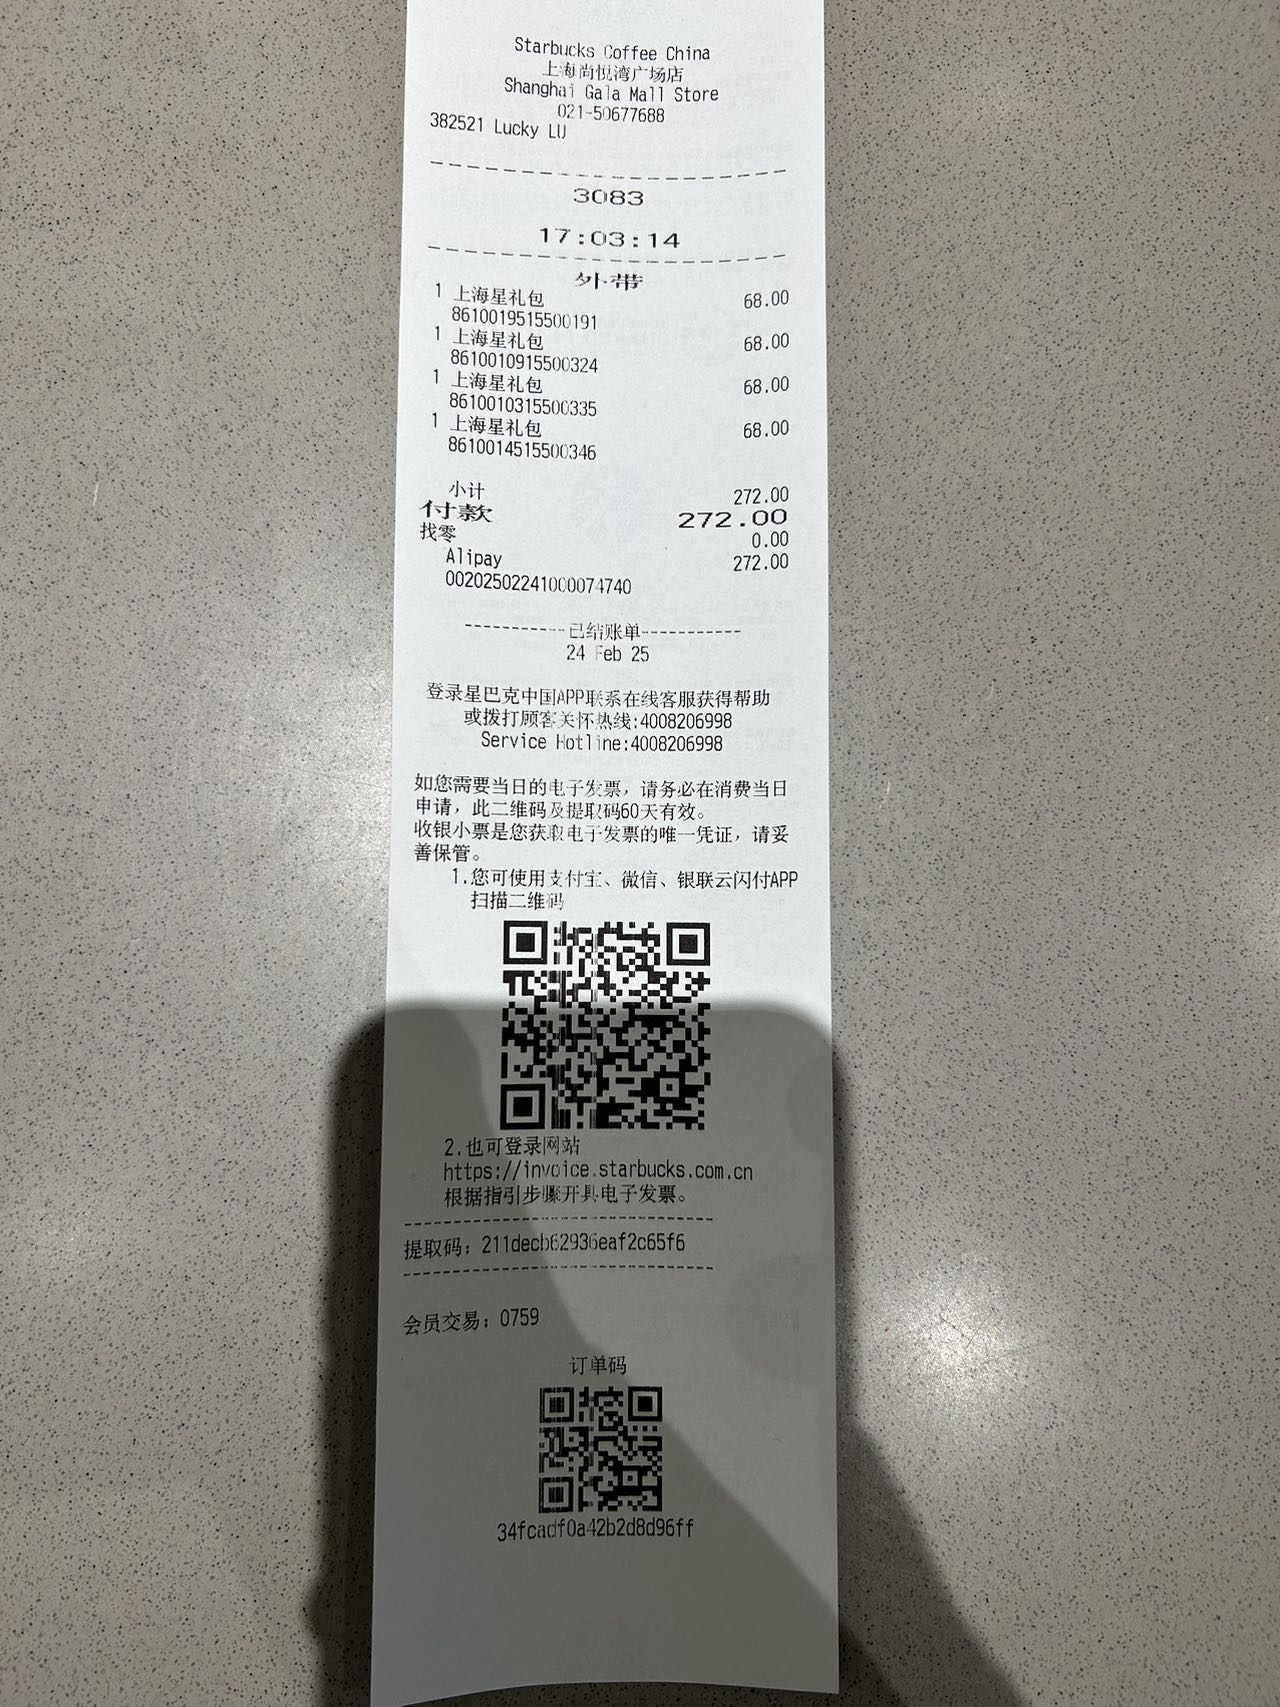 Starbucks Coffee China
上海尚悦湾广场店
Shanghai Gala Mall Store
021-50677688
382521 Lucky LU
3083
17:03:14
外带
1 上海星礼包 68.00
8610019515500191
1 上海星礼包 68.00
8610010915500324
1 上海星礼包 68.00
8610010315500335
1 上海星礼包 68.00
8610014515500346
小计 272.00
付款 272.00
找零 0.00
Alipay 272.00
00202502241000074740
-----------已结账单-----------
24 Feb 25
登录星巴克中国APP联系在线客服获得帮助
或拨打顾客关怀热线:4008206998
Service Hotline:4008206998
如您需要当日的电子发票，请务必在消费当日
申请，此二维码及提取码60天有效。
收银小票是您获取电子发票的唯一凭证，请妥
善保管。
1.您可使用支付宝、微信、银联云闪付APP
扫描二维码
2.也可登录网站
https://invoice.starbucks.com.cn
根据指引步骤开具电子发票。
提取码：211decb62936eaf2c65f6
会员交易：0759
订单码
34fcadf0a42b2d8d96ff